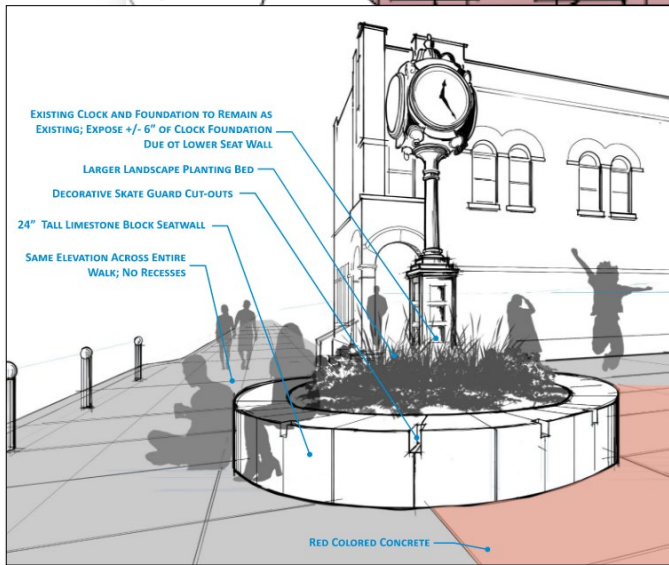 Existing Clock and Foundation to Remain as
Existing; Expose +/- 6" of Clock Foundation
Due ot Lower Seat Wall
Larger Landscape Planting Bed
Decorative Skate Guard Cut-outs
24" Tall Limestone Block Seatwall
Same Elevation Across Entire
Walk; No Recesses
Red Colored Concrete